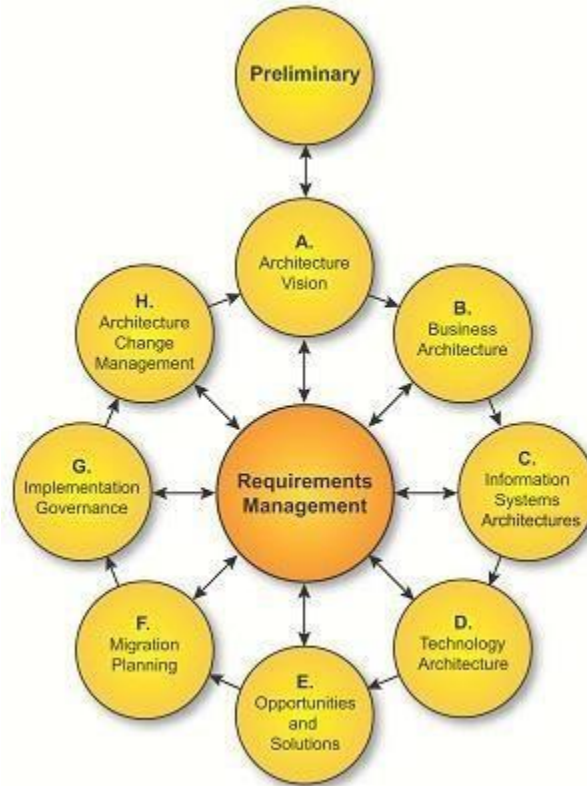 Preliminary
A.
Architecture
Vision
B.
Business
Architecture
C.
Information
Systems
Architectures
D.
Technology
Architecture
E.
Opportunities
and
Solutions
F.
Migration
Planning
G.
Implementation
Governance
H.
Architecture
Change
Management
Requirements
Management